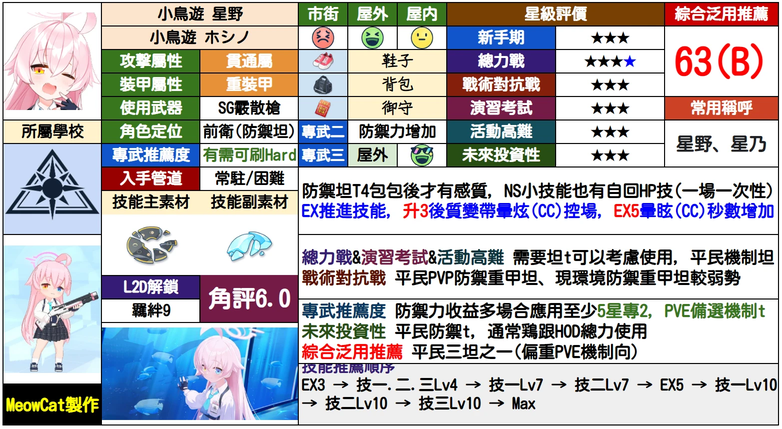 小鳥遊 星野
市街 屋外 屋内
星級評價
綜合泛用推薦
小鳥遊 ホシノ
新手期 ★★★
63(B)
攻擊屬性 貫通屬
鞋子
總力戰 ★★★★
裝甲屬性 重裝甲
背包
戰術對抗戰 ★★★
使用武器 SG霰散槍
御守
演習考試 ★★★
常用稱呼
所屬學校
角色定位 前衛(防禦坦)
專武二 防禦力增加
活動高難 ★★★
星野、星乃
專武推薦度 有需可刷Hard
專武三 屋外
未來投資性 ★★★
入手管道 常駐/困難
技能主素材 技能副素材
防禦坦T4包包後才有感質, NS小技能也有自回HP技(一場一次性)
EX推進技能, 升3後質變帶暈炫(CC)控場, EX5暈眩(CC)秒數增加
總力戰&演習考試&活動高難 需要坦t可以考慮使用, 平民機制坦
戰術對抗戰 平民PVP防禦重甲坦、現環境防禦重甲坦較弱勢
L2D解鎖
羈絆9
角評6.0
專武推薦度 防禦力收益多場合應用至少5星專2, PVE備選機制t
未來投資性 平民防禦t, 通常鶏跟HOD總力使用
綜合泛用推薦 平民三坦之一(偏重PVE機制向)
技能推薦順序
EX3 → 技一.二.三Lv4 → 技一Lv7 → 技二Lv7 → EX5 → 技一Lv10
→ 技二Lv10 → 技三Lv10 → Max
MeowCat製作